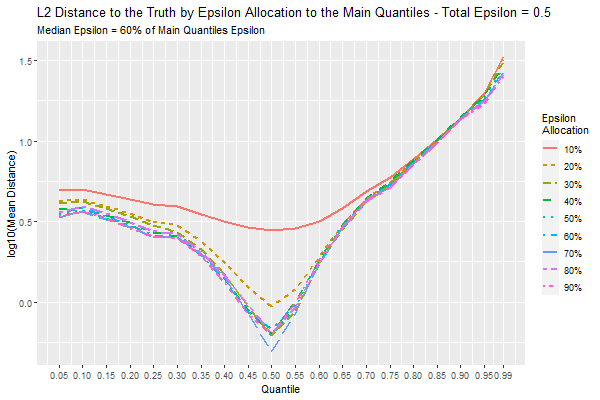 L2 Distance to the Truth by Epsilon Allocation to the Main Quantiles - Total Epsilon = 0.5
Median Epsilon = 60% of Main Quantiles Epsilon
log10(Mean Distance)
1.5
1.0
0.5
0.0
0.05 0.10 0.15 0.20 0.25 0.30 0.35 0.40 0.45 0.50 0.55 0.60 0.65 0.70 0.75 0.80 0.85 0.90 0.95 0.99
Quantile
Epsilon
Allocation
10%
20%
30%
40%
50%
60%
70%
80%
90%